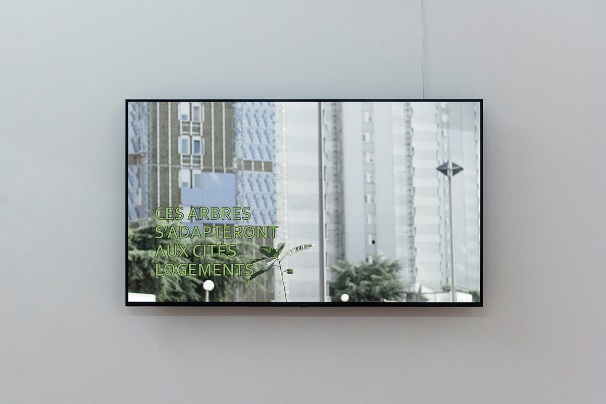 CES ARBRES
S'ADAPTERONT
AUX CITÉS
LOGEMENTS